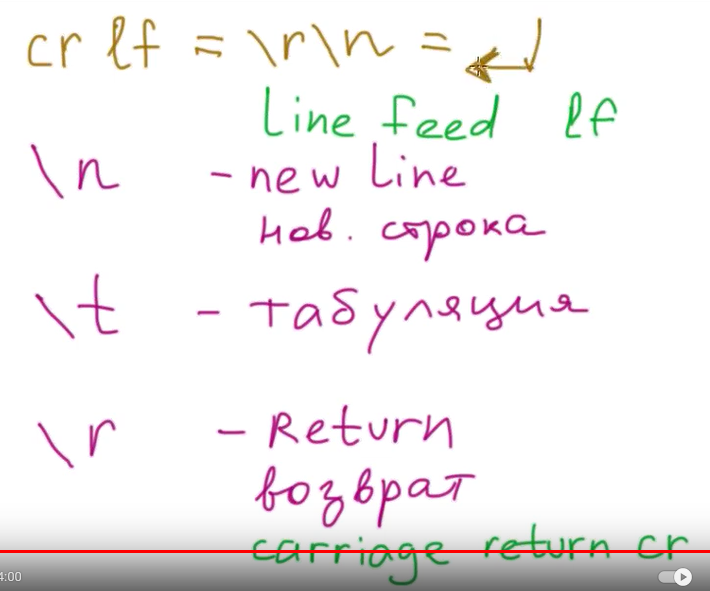 cr lf = \r\n = ↵
Line feed lf
\n - new Line
нов. строка
\t - табуляция
\r - Return
возврат
carriage return cr
4:00